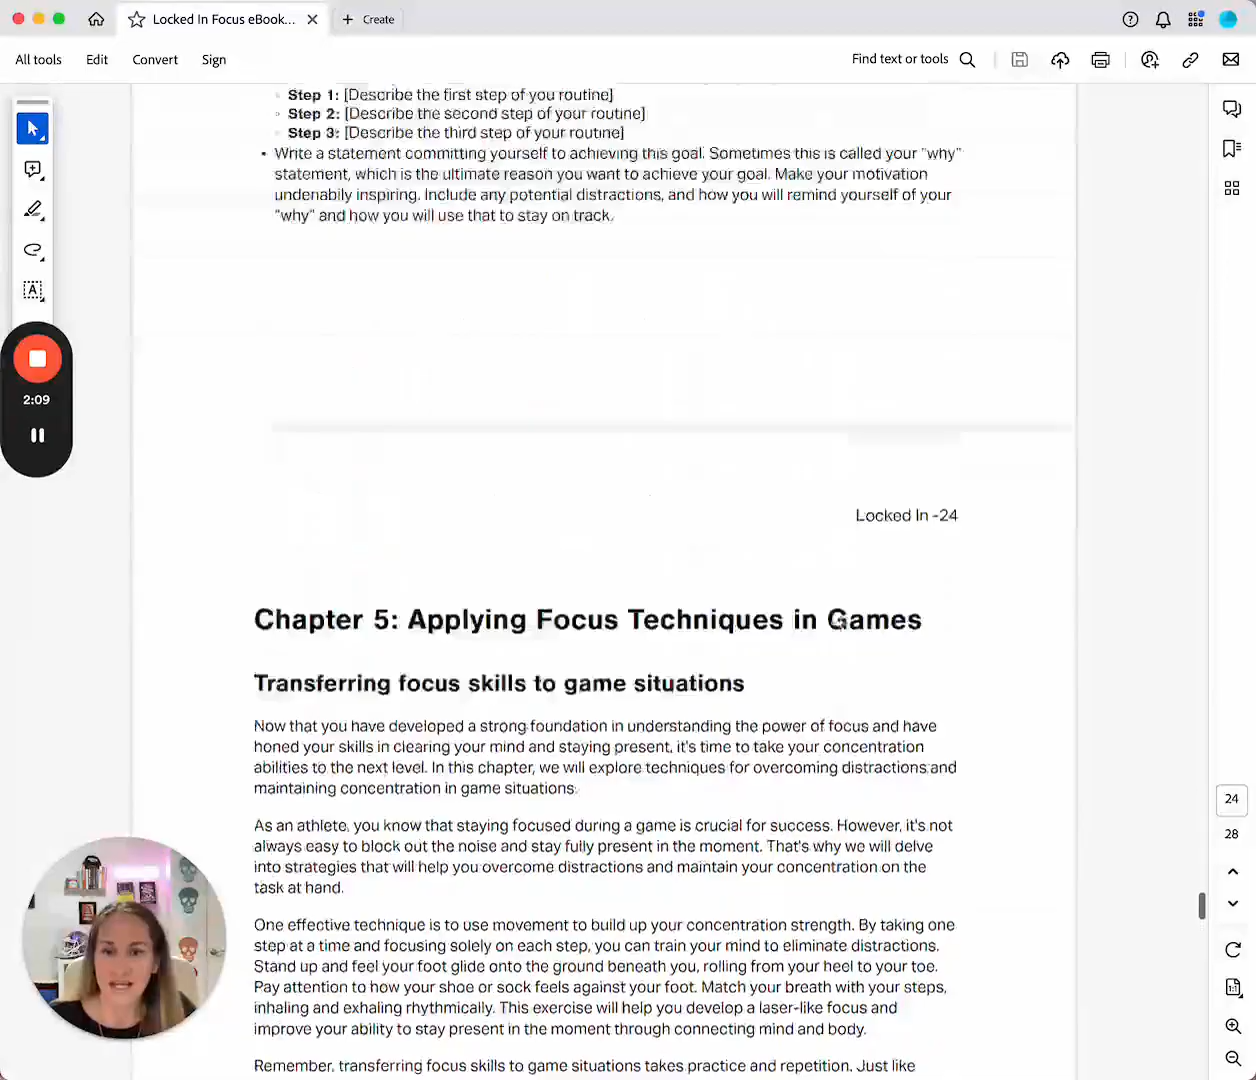 Locked In Focus eBook...
Create
All tools
Edit
Convert
Sign
Find text or tools
Step 1: [Describe the first step of you routine]
Step 2: [Describe the second step of your routine]
Step 3: [Describe the third step of your routine]
• Write a statement committing yourself to achieving this goal. Sometimes this is called your "why"
statement, which is the ultimate reason you want to achieve your goal. Make your motivation
undenabily inspiring. Include any potential distractions, and how you will remind yourself of your
"why" and how you will use that to stay on track.
2:09
Locked In -24
Chapter 5: Applying Focus Techniques in Games
Transferring focus skills to game situations
Now that you have developed a strong foundation in understanding the power of focus and have
honed your skills in clearing your mind and staying present, it's time to take your concentration
abilities to the next level. In this chapter, we will explore techniques for overcoming distractions and
maintaining concentration in game situations.
As an athlete, you know that staying focused during a game is crucial for success. However, it's not
always easy to block out the noise and stay fully present in the moment. That's why we will delve
into strategies that will help you overcome distractions and maintain your concentration on the
task at hand.
One effective technique is to use movement to build up your concentration strength. By taking one
step at a time and focusing solely on each step, you can train your mind to eliminate distractions.
Stand up and feel your foot glide onto the ground beneath you, rolling from your heel to your toe.
Pay attention to how your shoe or sock feels against your foot. Match your breath with your steps,
inhaling and exhaling rhythmically. This exercise will help you develop a laser-like focus and
improve your ability to stay present in the moment through connecting mind and body.
Remember, transferring focus skills to game situations takes practice and repetition. Just like
24
28
1:1